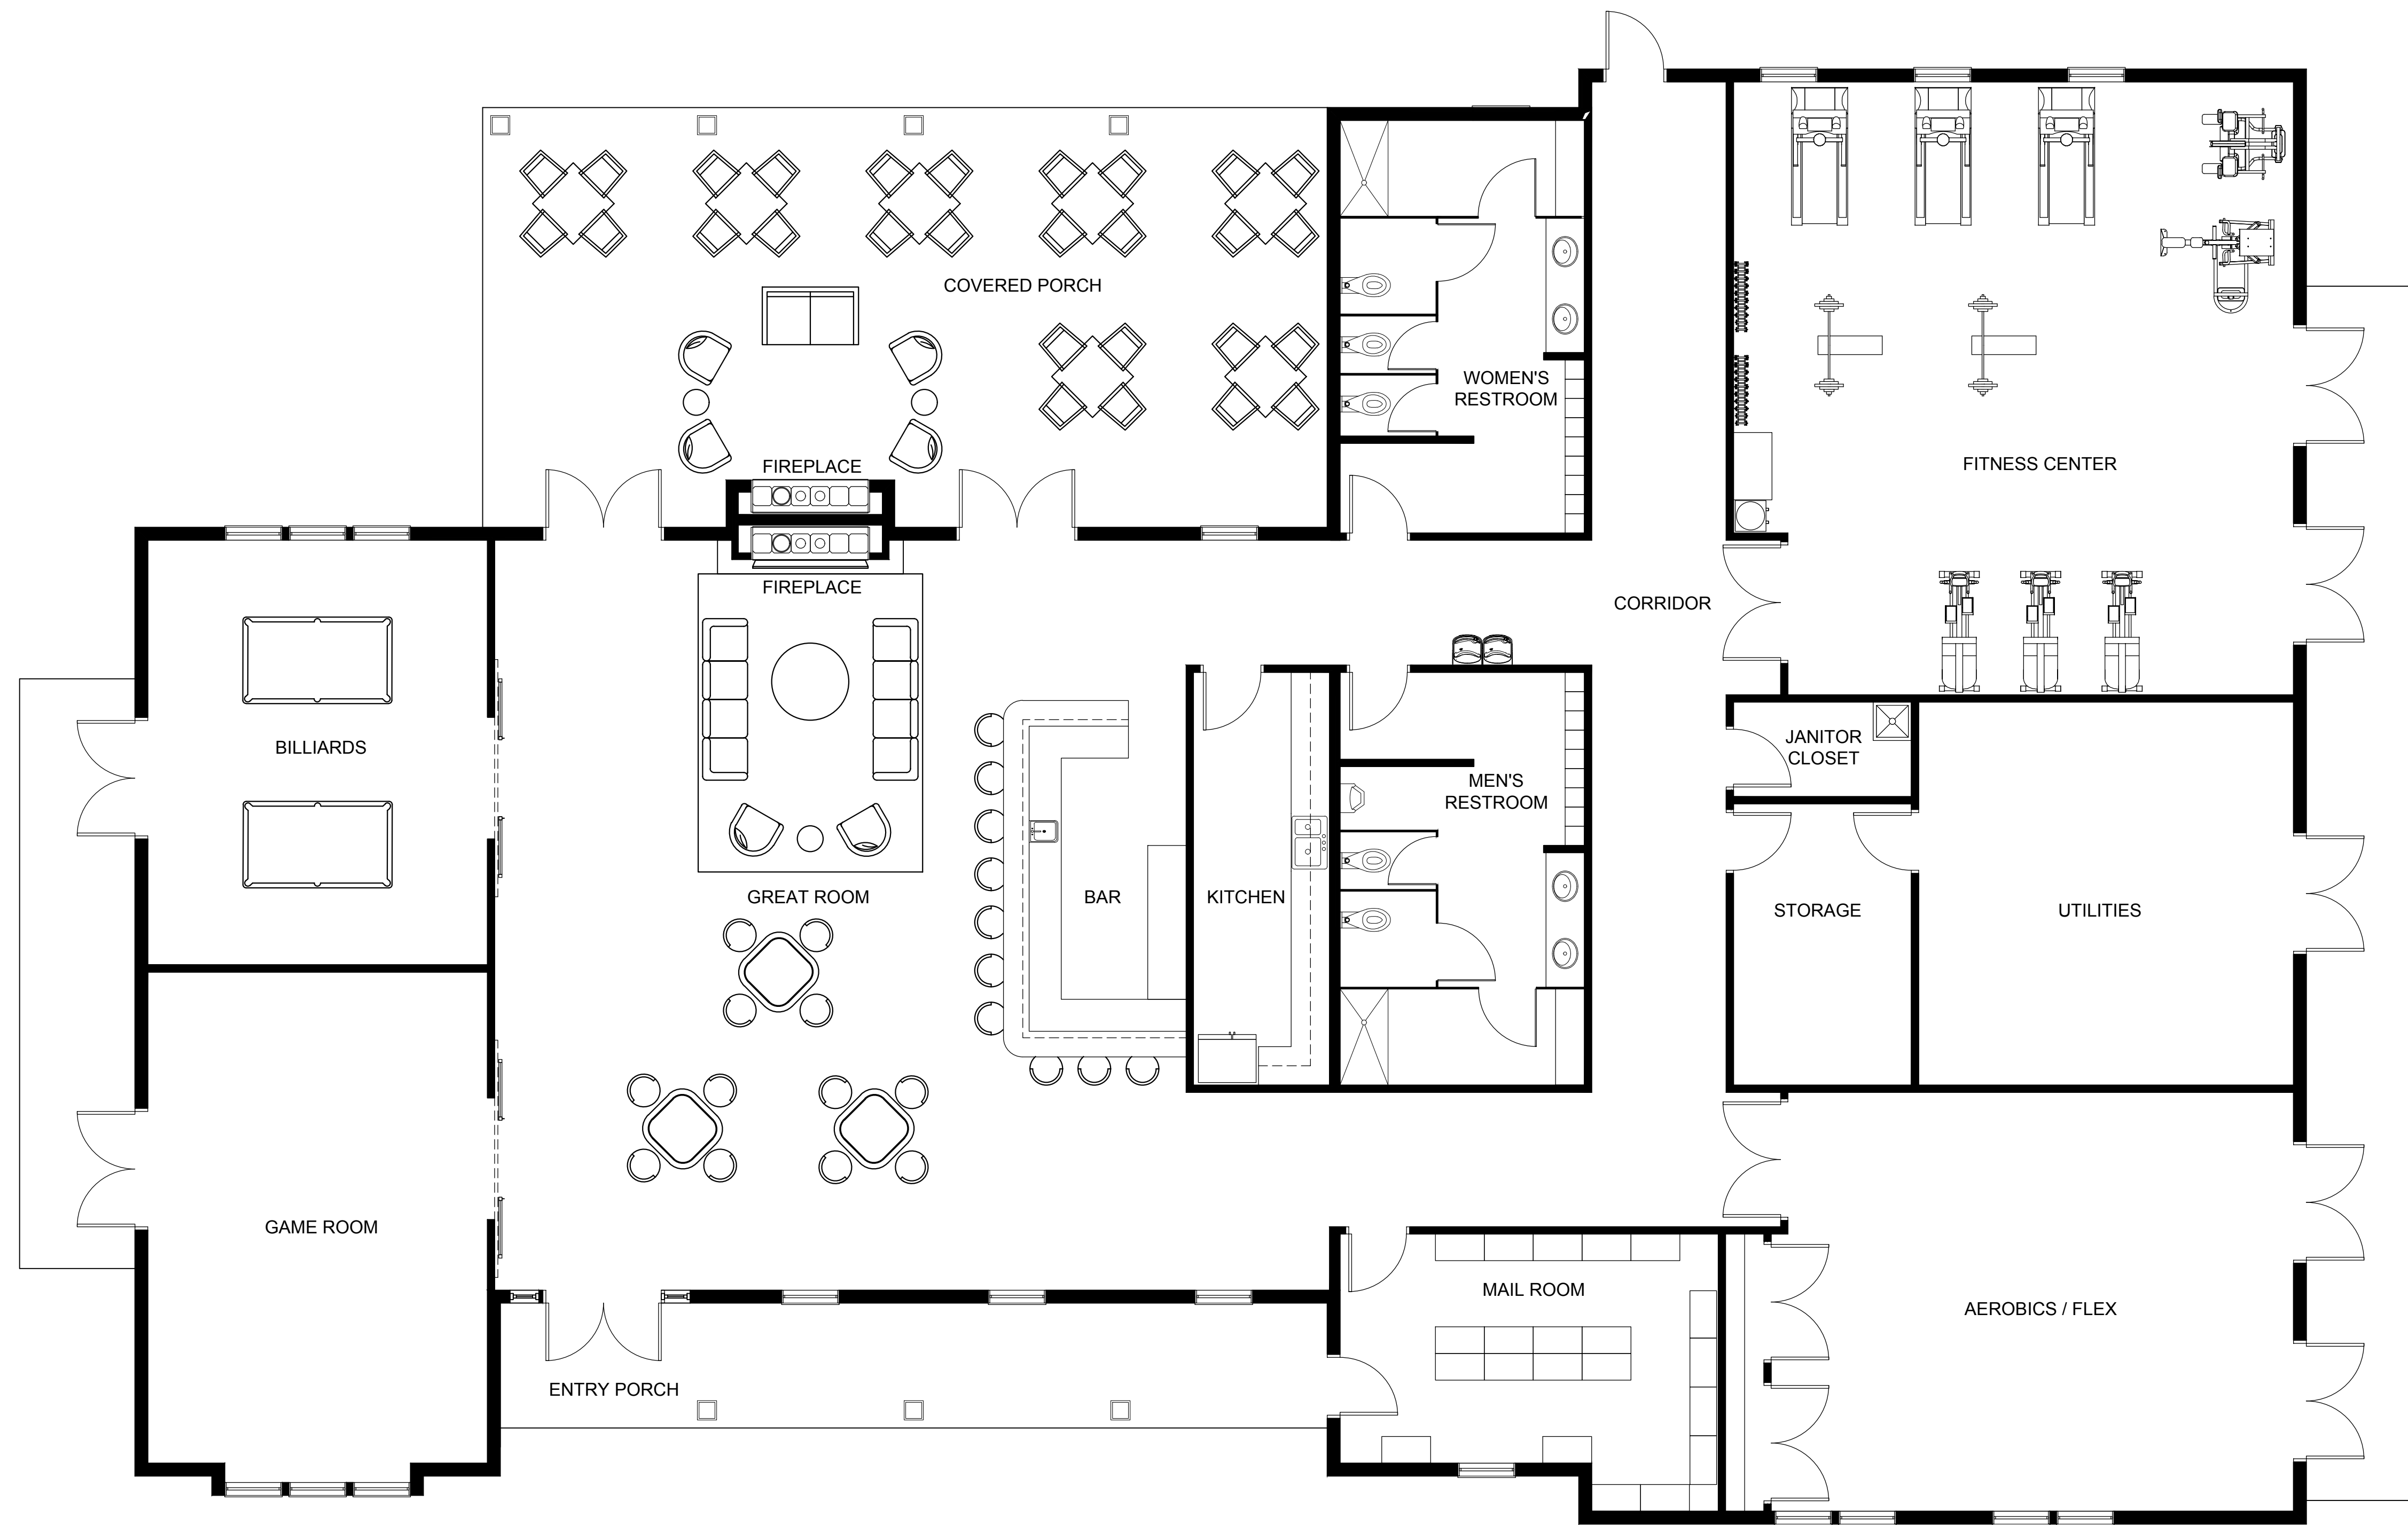 COVERED PORCH
WOMEN'S
RESTROOM
FIREPLACE
FITNESS CENTER
FIREPLACE
CORRIDOR
BILLIARDS
JANITOR
CLOSET
MEN'S
RESTROOM
GREAT ROOM
BAR
KITCHEN
STORAGE
UTILITIES
GAME ROOM
MAIL ROOM
AEROBICS / FLEX
ENTRY PORCH